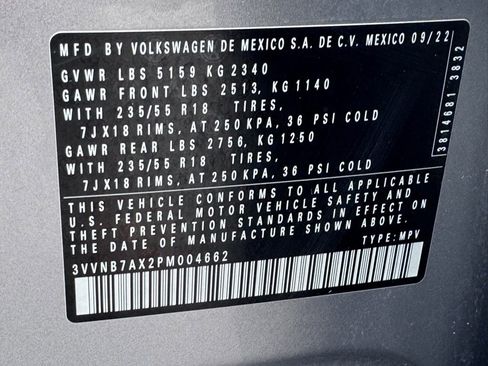 MFD BY VOLKSWAGEN DE MEXICO S.A. DE C.V. MEXICO 09/22
GVWR LBS 5159 KG 2340
GAWR FRONT LBS 2513, KG 1140
WITH 235/55 R18 TIRES,
7JX18 RIMS, AT 250 KPA, 36 PSI COLD
GAWR REAR LBS 2756, KG 1250
WITH 235/55 R18 TIRES,
7JX18 RIMS, AT 250 KPA, 36 PSI COLD
THIS VEHICLE CONFORMS TO ALL APPLICABLE
U.S. FEDERAL MOTOR VEHICLE SAFETY AND
THEFT PREVENTION STANDARDS IN EFFECT ON
THE DATE OF MANUFACTURE SHOWN ABOVE.
3VVNB7AX2PM004662 TYPE: MPV
3814681 3832